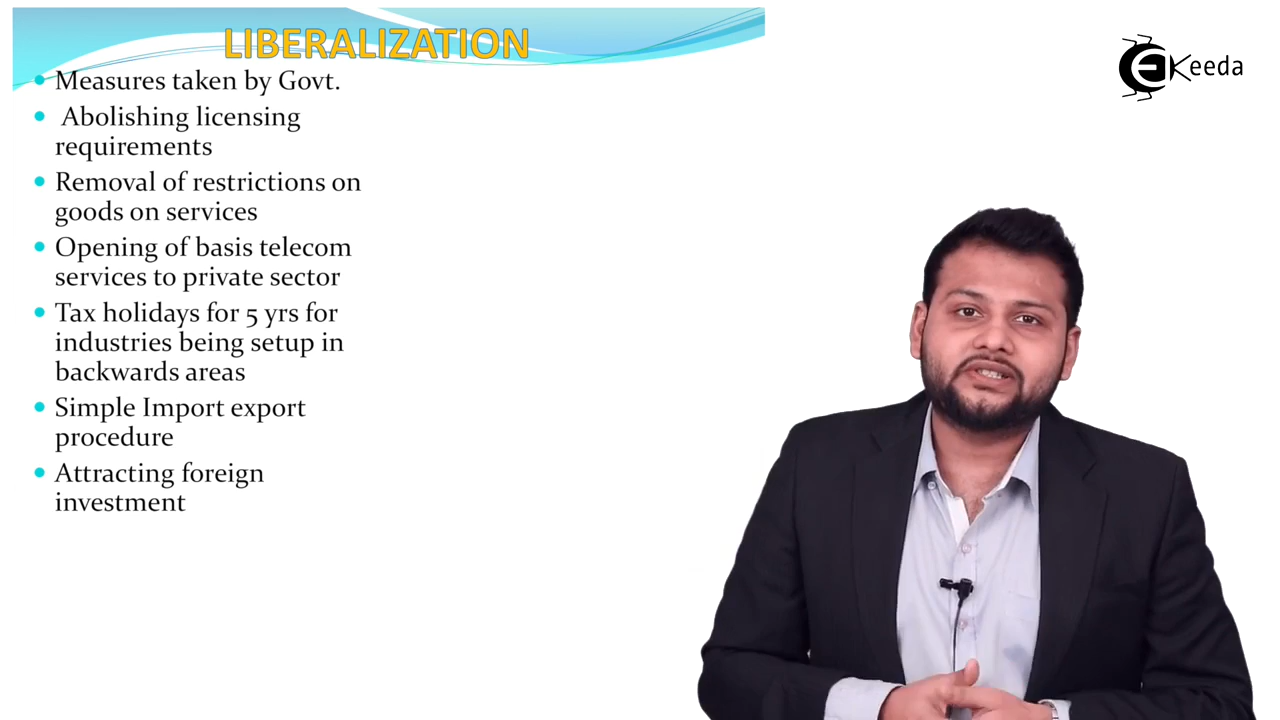 LIBERALIZATION
Measures taken by Govt.
Abolishing licensing
requirements
Removal of restrictions on
goods on services
Opening of basis telecom
services to private sector
Tax holidays for 5 yrs for
industries being setup in
backwards areas
Simple Import export
procedure
Attracting foreign
investment
EKeeda